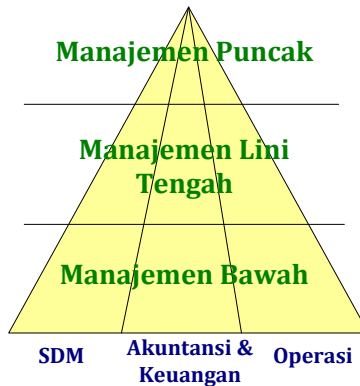 Manajemen Puncak
Manajemen Lini
Tengah
Manajemen Bawah
SDM
Akuntansi &
Keuangan
Operasi